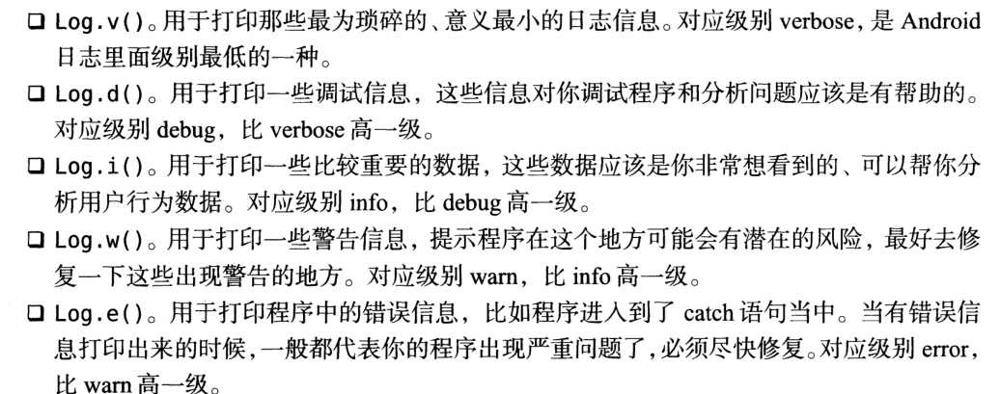 ❑ Log.v()。用于打印那些最为琐碎的、意义最小的日志信息。对应级别 verbose，是 Android
日志里面级别最低的一种。
❑ Log.d()。用于打印一些调试信息，这些信息对你调试程序和分析问题应该是有帮助的。
对应级别 debug，比 verbose 高一级。
❑ Log.i()。用于打印一些比较重要的数据，这些数据应该是你非常想看到的、可以帮你分
析用户行为数据。对应级别 info，比 debug 高一级。
❑ Log.w()。用于打印一些警告信息，提示程序在这个地方可能会有潜在的风险，最好去修
复一下这些出现警告的地方。对应级别 warn，比 info 高一级。
❑ Log.e()。用于打印程序中的错误信息，比如程序进入到了 catch 语句当中。当有错误信
息打印出来的时候，一般都代表你的程序出现严重问题了，必须尽快修复。对应级别 error，
比 warn 高一级。